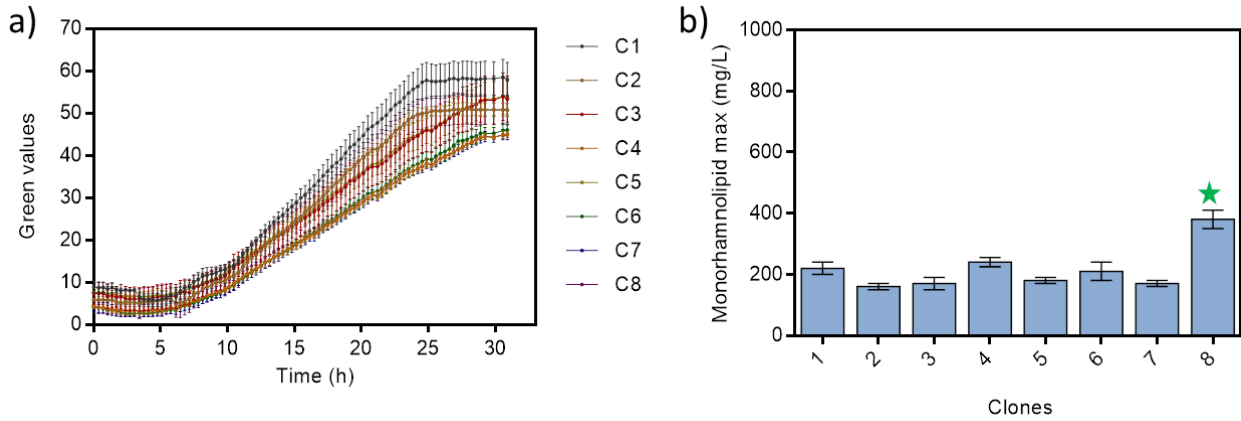 a)
70
60
50
40
30
20
10
0
Green values
0 5 10 15 20 25 30
Time (h)
C1
C2
C3
C4
C5
C6
C7
C8
b)
1000
800
600
400
200
0
Monorhamnolipid max (mg/L)
1 2 3 4 5 6 7 8
Clones